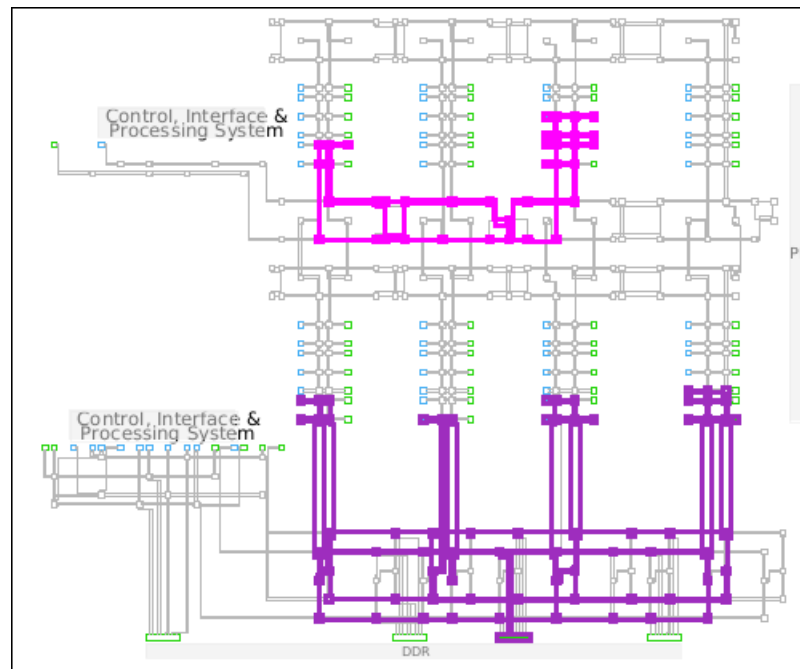 Control, Interface &
Processing System
Control, Interface &
Processing System
DDR